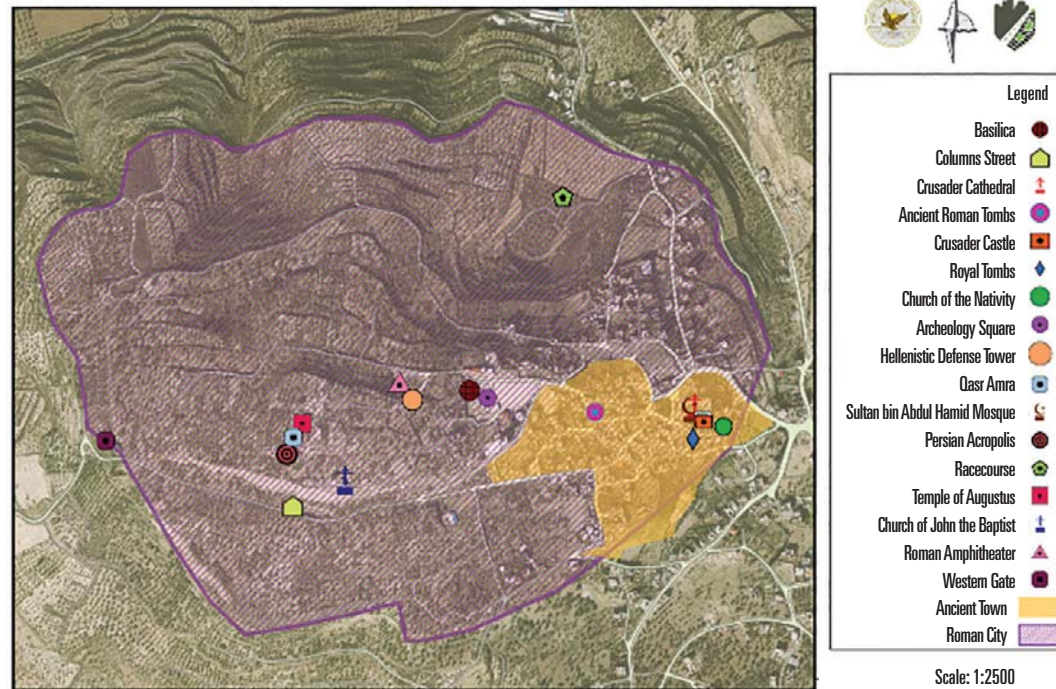 Legend
Basilica
Columns Street
Crusader Cathedral
Ancient Roman Tombs
Crusader Castle
Royal Tombs
Church of the Nativity
Archeology Square
Hellenistic Defense Tower
Qasr Amra
Sultan bin Abdul Hamid Mosque
Persian Acropolis
Racecourse
Temple of Augustus
Church of John the Baptist
Roman Amphitheater
Western Gate
Ancient Town
Roman City
Scale: 1:2500